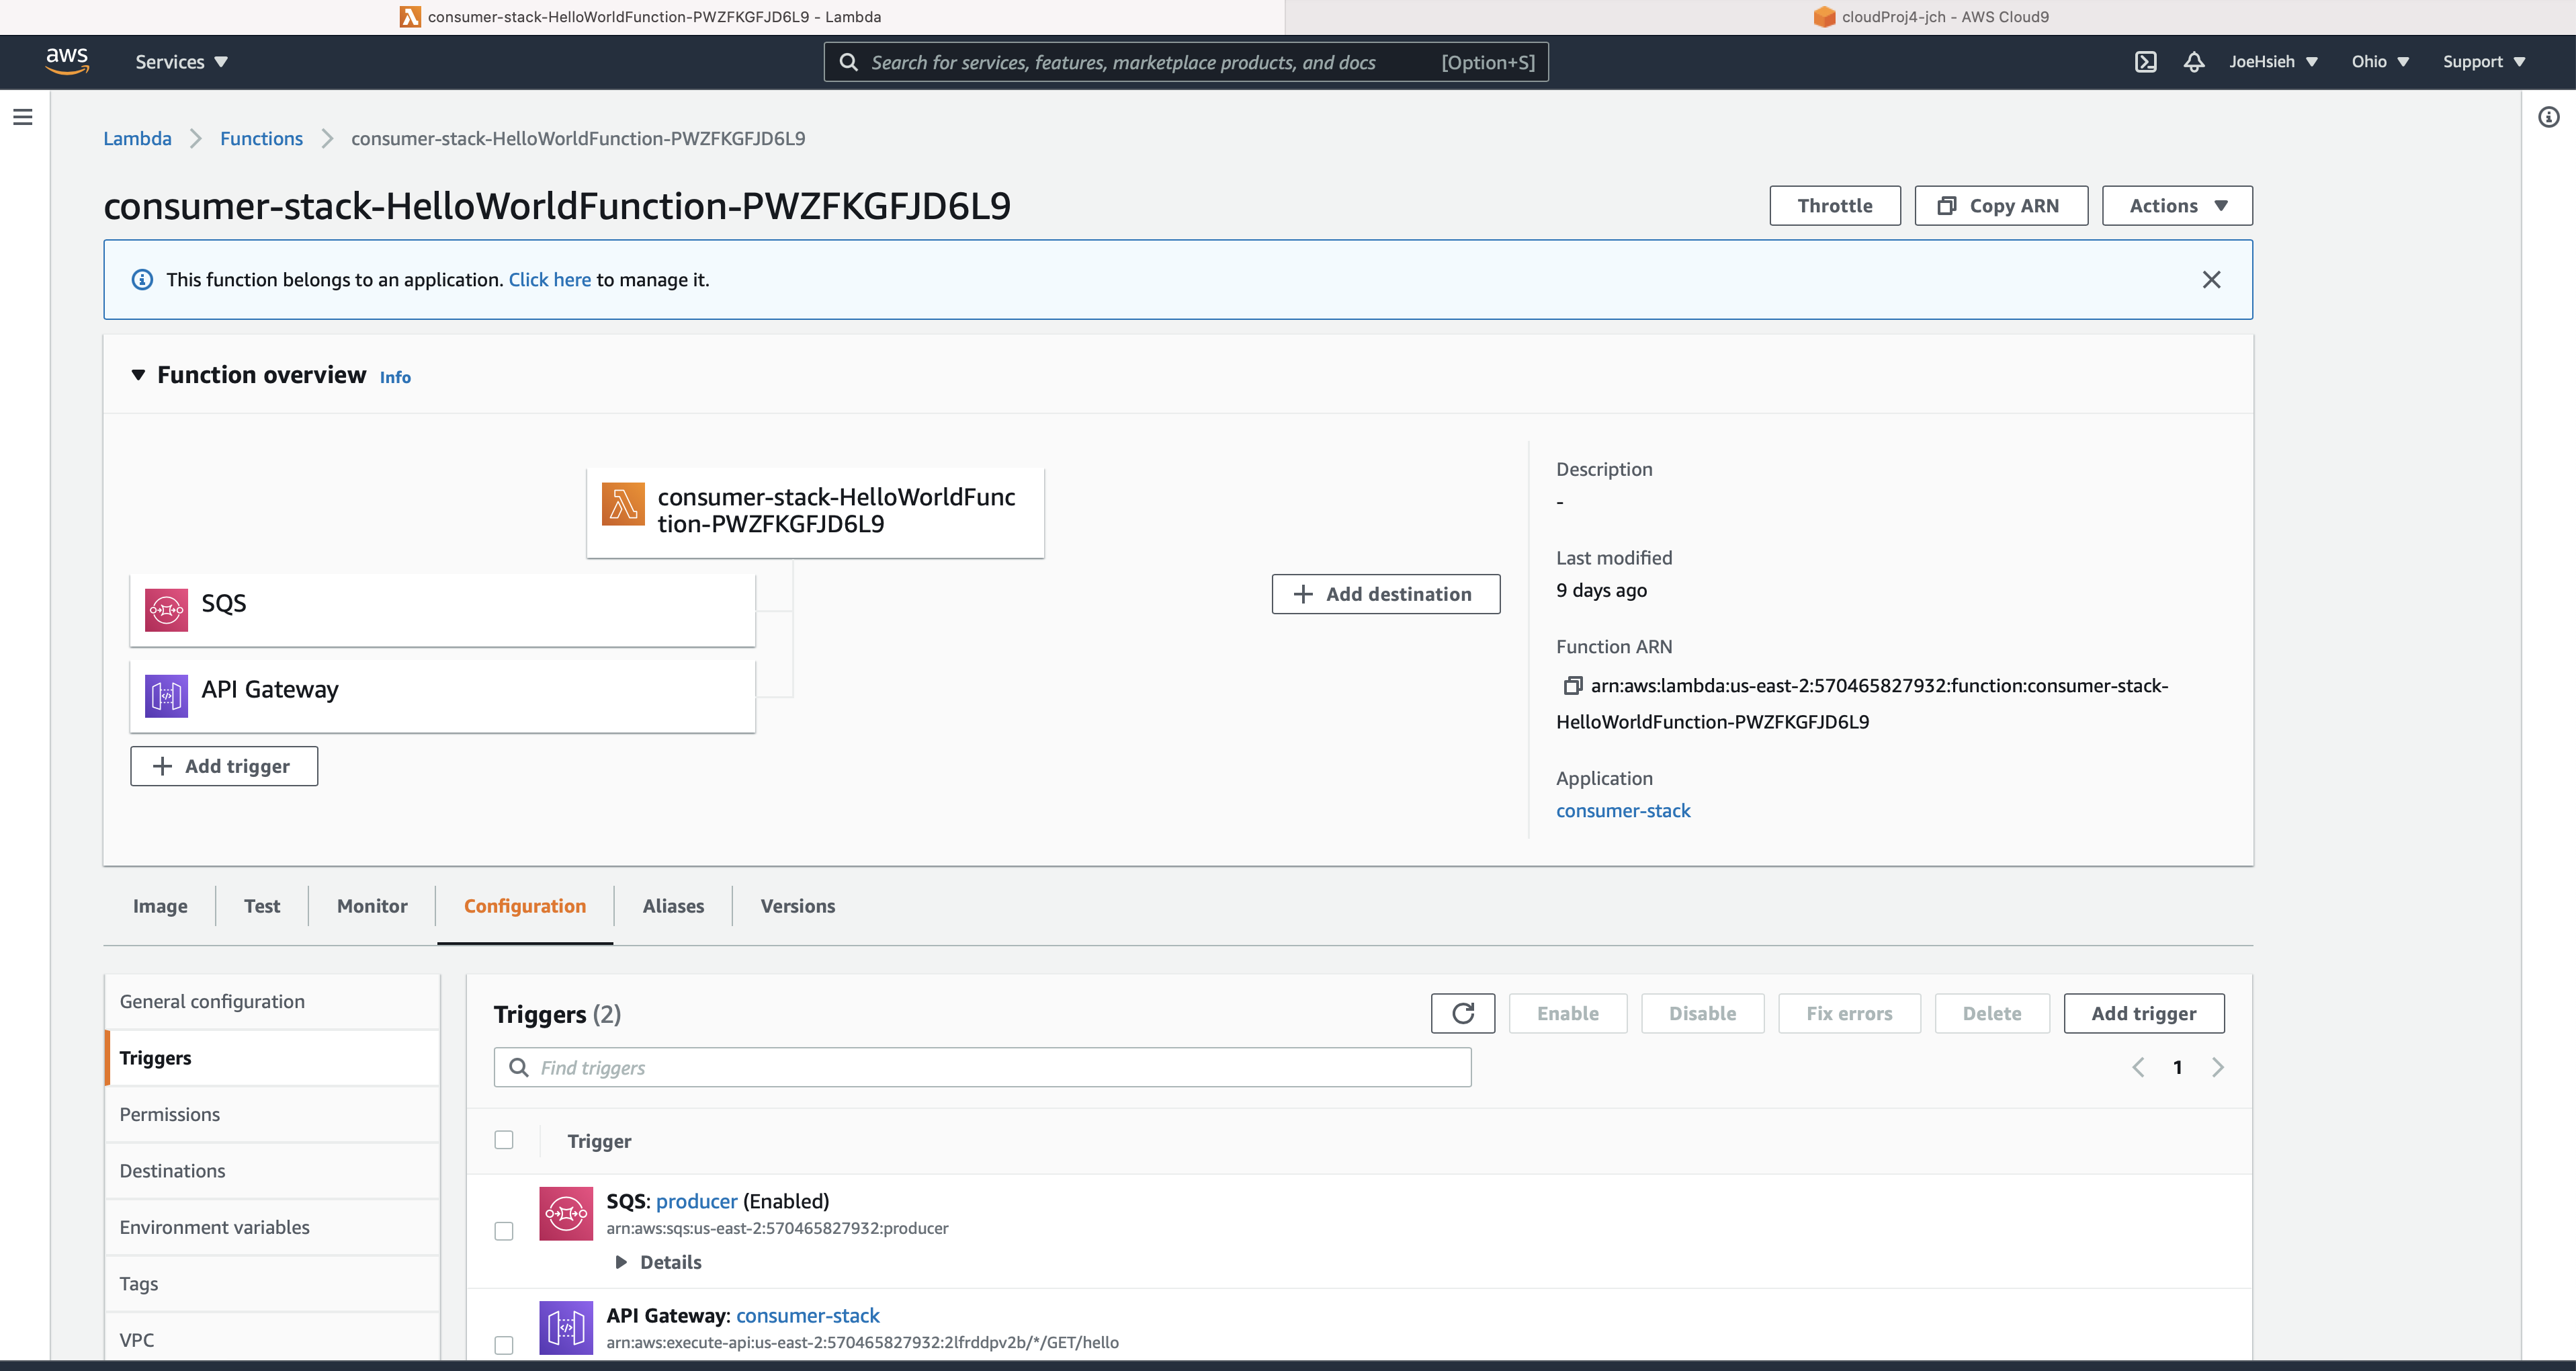 consumer-stack-HelloWorldFunction-PWZFKGFJD6L9 - Lambda
cloudProj4-jch - AWS Cloud9
aws
Services
Search for services, features, marketplace products, and docs
[Option+S]
JoeHsieh
Ohio
Support
Lambda
Functions
consumer-stack-HelloWorldFunction-PWZFKGFJD6L9
consumer-stack-HelloWorldFunction-PWZFKGFJD6L9
Throttle
Copy ARN
Actions
This function belongs to an application. Click here to manage it.
Function overview Info
consumer-stack-HelloWorldFunc
tion-PWZFKGFJD6L9
SQS
API Gateway
Add trigger
Add destination
Description
-
Last modified
9 days ago
Function ARN
arn:aws:lambda:us-east-2:570465827932:function:consumer-stack-
HelloWorldFunction-PWZFKGFJD6L9
Application
consumer-stack
Image
Test
Monitor
Configuration
Aliases
Versions
General configuration
Triggers
Permissions
Destinations
Environment variables
Tags
VPC
Triggers (2)
Enable
Disable
Fix errors
Delete
Add trigger
Find triggers
1
Trigger
SQS: producer (Enabled)
arn:aws:sqs:us-east-2:570465827932:producer
Details
API Gateway: consumer-stack
arn:aws:execute-api:us-east-2:570465827932:2lfrddpv2b/*/GET/hello